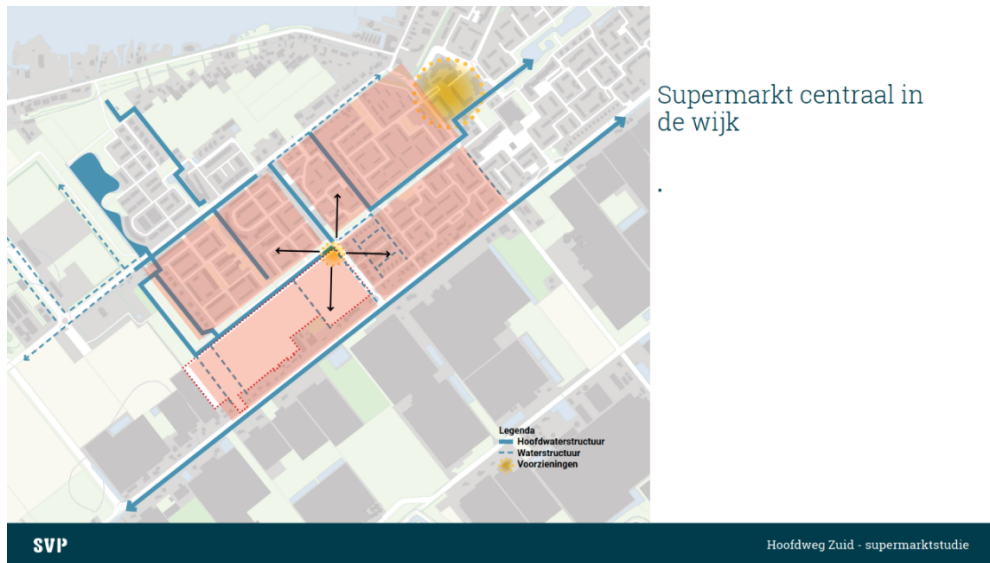 Supermarkt centraal in
de wijk
.
Legenda
Hoofdwaterstructuur
Waterstructuur
Voorzieningen
SVP
Hoofdweg Zuid - supermarktstudie